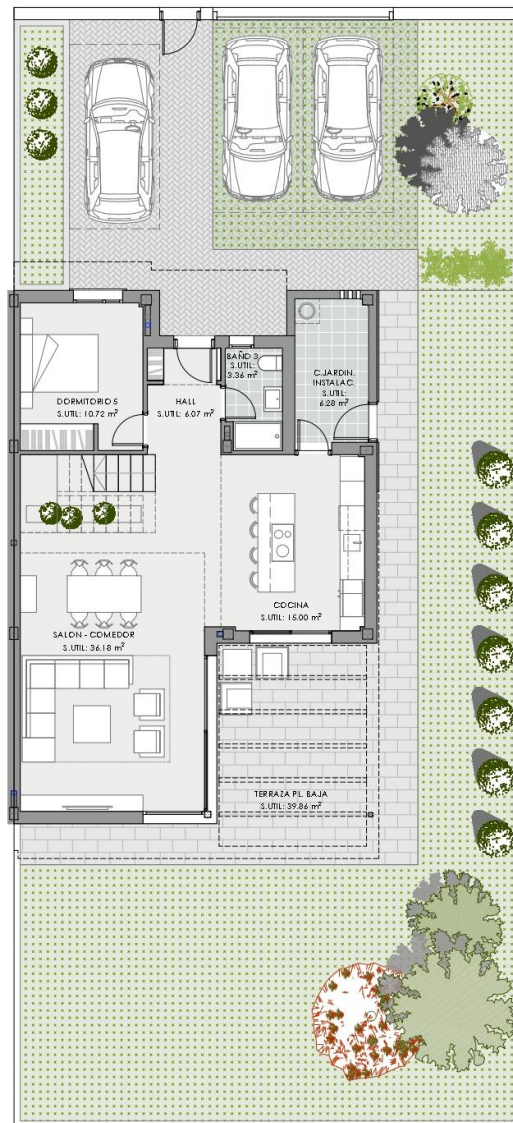 BAÑO 3
S.UTIL:
3.36 m²
C.JARDIN.
INSTALAC.
S.UTIL:
6.28 m²
DORMITORIO 5
S.UTIL: 10.72 m²
HALL
S.UTIL: 6.07 m²
COCINA
S.UTIL: 15.00 m²
SALON - COMEDOR
S.UTIL: 36.18 m²
TERRAZA PL. BAJA
S.UTIL: 39.86 m²